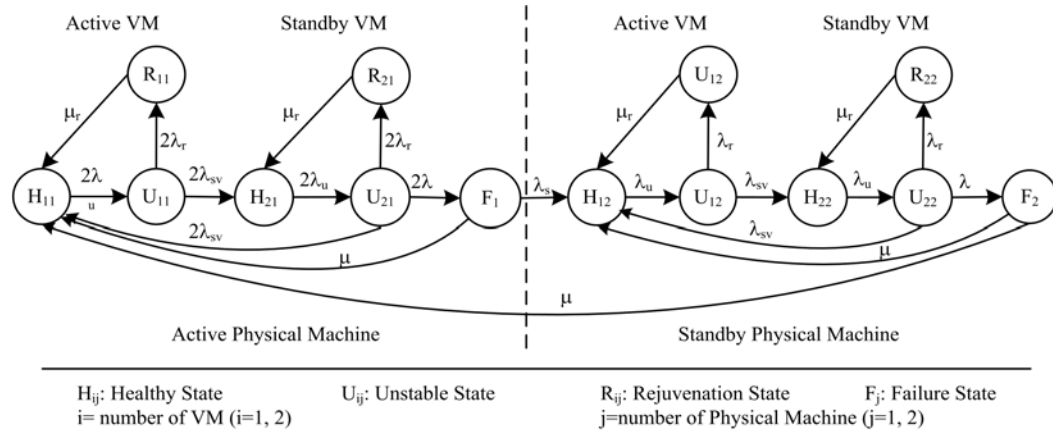 Active VM Standby VM Active VM Standby VM
R₁₁ R₂₁ U₁₂ R₂₂
μᵣ 2λᵣ μᵣ 2λᵣ μᵣ λᵣ μᵣ λᵣ
H₁₁ 2λ U₁₁ 2λₛᵥ H₂₁ 2λᵤ U₂₁ 2λ F₁ λₛ H₁₂ λᵤ U₁₂ λₛᵥ H₂₂ λᵤ U₂₂ λ F₂
u
2λₛᵥ λₛᵥ
μ μ
μ
Active Physical Machine Standby Physical Machine
Hᵢⱼ: Healthy State Uᵢⱼ: Unstable State Rᵢⱼ: Rejuvenation State Fⱼ: Failure State
i= number of VM (i=1, 2) j=number of Physical Machine (j=1, 2)